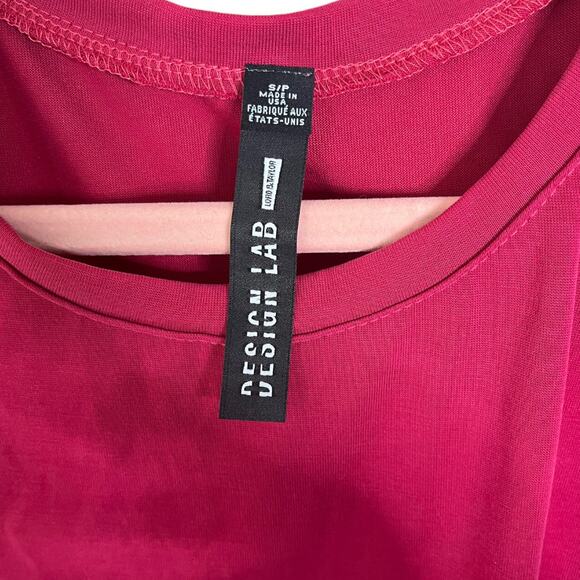 S/P
MADE IN
USA
FABRIQUÉ AUX
ÉTATS-UNIS
DESIGN LAB
LORD & TAYLOR